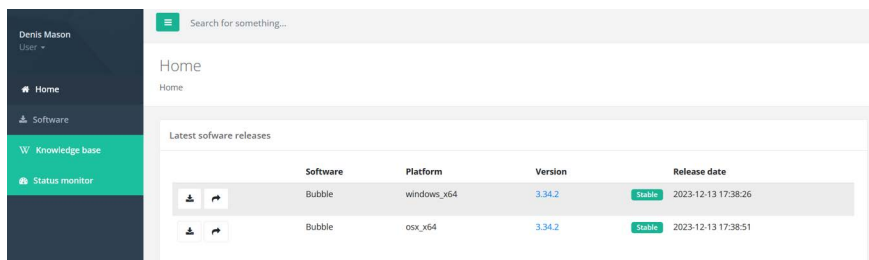 Denis Mason
User
Home
Software
Knowledge base
Status monitor
Search for something...
Home
Home
Latest sofware releases
Software Platform Version Release date
Bubble windows_x64 3.34.2 Stable 2023-12-13 17:38:26
Bubble osx_x64 3.34.2 Stable 2023-12-13 17:38:51